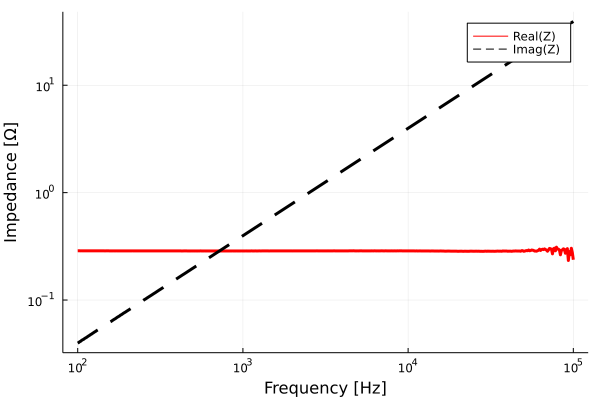 Real(Z)
Imag(Z)
10¹
10⁰
10⁻¹
Impedance [Ω]
10² 10³ 10⁴ 10⁵
Frequency [Hz]